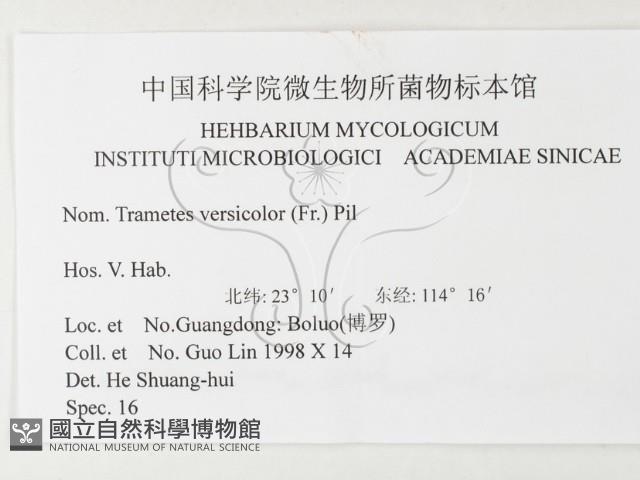 中国科学院微生物所菌物标本馆
HEHBARIUM MYCOLOGICUM
INSTITUTI MICROBIOLOGICI ACADEMIAE SINICAE
Nom. Trametes versicolor (Fr.) Pil
Hos. V. Hab.
北纬: 23° 10′ 东经: 114° 16′
Loc. et No.Guangdong: Boluo(博罗)
Coll. et No. Guo Lin 1998 X 14
Det. He Shuang-hui
Spec. 16
國立自然科學博物館
NATIONAL MUSEUM OF NATURAL SCIENCE